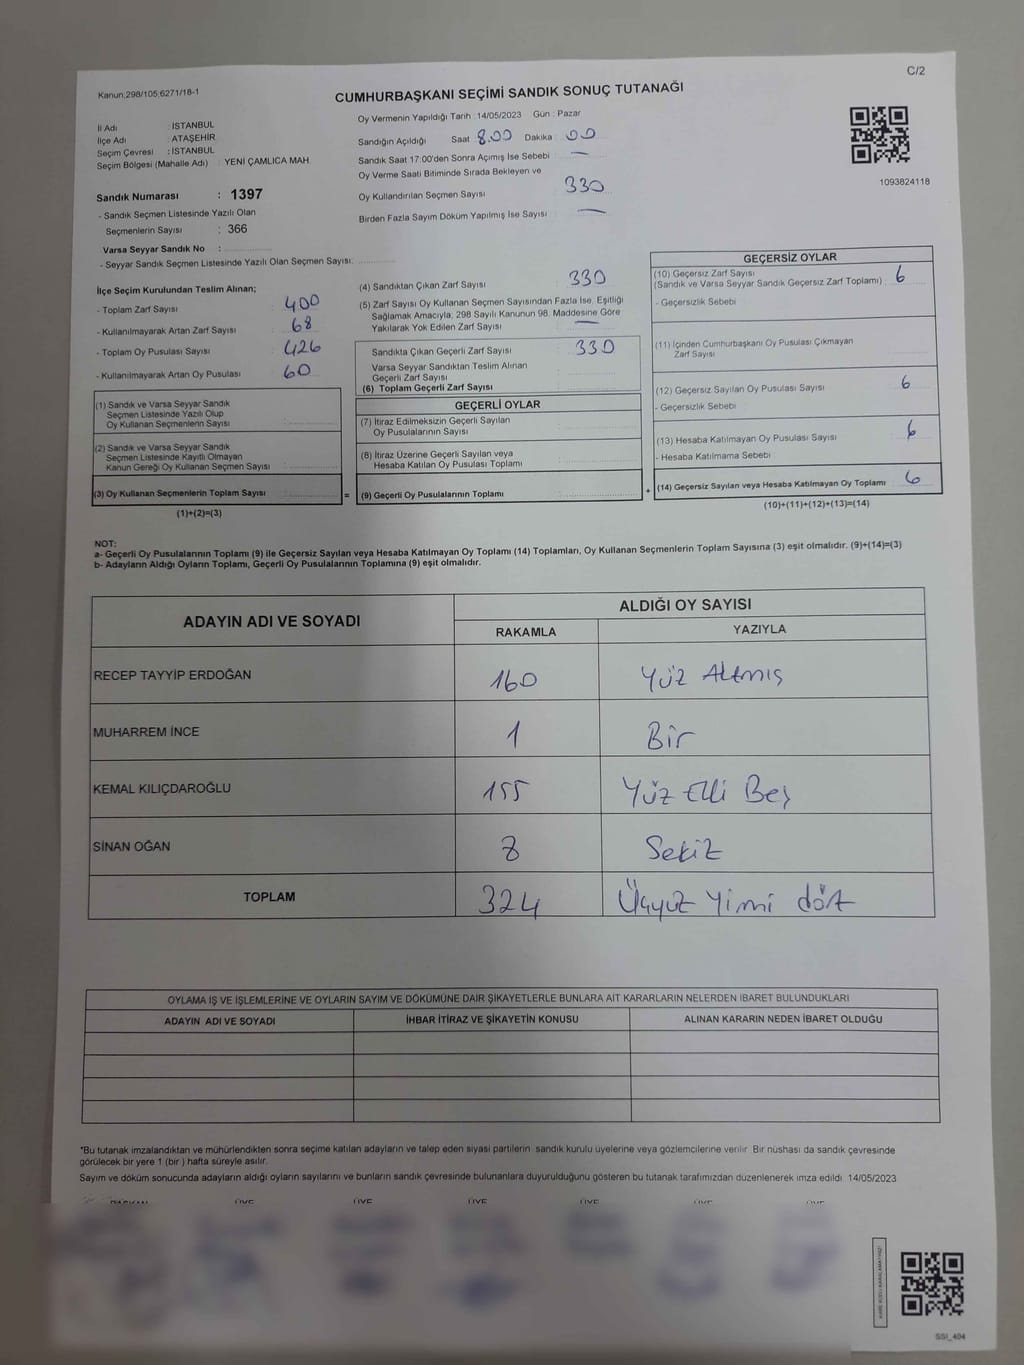 C/2
Kanun;298/105;6271/18-1
CUMHURBAŞKANI SEÇİMİ SANDIK SONUÇ TUTANAĞI
İl Adı : İSTANBUL
İlçe Adı : ATAŞEHİR
Seçim Çevresi : İSTANBUL
Seçim Bölgesi (Mahalle Adı) : YENİ ÇAMLICA MAH.
Sandık Numarası : 1397
- Sandık Seçmen Listesinde Yazılı Olan
Seçmenlerin Sayısı : 366
Varsa Seyyar Sandık No :
- Seyyar Sandık Seçmen Listesinde Yazılı Olan Seçmen Sayısı:
Oy Vermenin Yapıldığı Tarih : 14/05/2023 Gün : Pazar
Sandığın Açıldığı Saat 8.00 Dakika : 00
Sandık Saat 17:00'den Sonra Açımış İse Sebebi : —
Oy Verme Saati Bitiminde Sırada Bekleyen ve
Oy Kullandırılan Seçmen Sayısı : 330
Birden Fazla Sayım Döküm Yapılmış İse Sayısı : —
1093824118
İlçe Seçim Kurulundan Teslim Alınan;
- Toplam Zarf Sayısı : 400
- Kullanılmayarak Artan Zarf Sayısı : 68
- Toplam Oy Pusulası Sayısı : 426
- Kullanılmayarak Artan Oy Pusulası : 60
(1) Sandık ve Varsa Seyyar Sandık
Seçmen Listesinde Yazılı Olup
Oy Kullanan Seçmenlerin Sayısı :
(2) Sandık ve Varsa Seyyar Sandık
Seçmen Listesinde Kayıtlı Olmayan
Kanun Gereği Oy Kullanan Seçmen Sayısı :
(3) Oy Kullanan Seçmenlerin Toplam Sayısı :
(1)+(2)=(3)
(4) Sandıktan Çıkan Zarf Sayısı : 330
(5) Zarf Sayısı Oy Kullanan Seçmen Sayısından Fazla İse, Eşitliği
Sağlamak Amacıyla, 298 Sayılı Kanunun 98. Maddesine Göre
Yakılarak Yok Edilen Zarf Sayısı : —
Sandıkta Çıkan Geçerli Zarf Sayısı : 330
Varsa Seyyar Sandıktan Teslim Alınan
Geçerli Zarf Sayısı :
(6) Toplam Geçerli Zarf Sayısı :
GEÇERLİ OYLAR
(7) İtiraz Edilmeksizin Geçerli Sayılan
Oy Pusulalarının Sayısı :
(8) İtiraz Üzerine Geçerli Sayılan veya
Hesaba Katılan Oy Pusulası Toplamı :
= (9) Geçerli Oy Pusulalarının Toplamı :
GEÇERSİZ OYLAR
(10) Geçersiz Zarf Sayısı
(Sandık ve Varsa Seyyar Sandık Geçersiz Zarf Toplamı) : 6
- Geçersizlik Sebebi :
(11) İçinden Cumhurbaşkanı Oy Pusulası Çıkmayan
Zarf Sayısı :
(12) Geçersiz Sayılan Oy Pusulası Sayısı : 6
- Geçersizlik Sebebi :
(13) Hesaba Katılmayan Oy Pusulası Sayısı : 6
- Hesaba Katılmama Sebebi :
+ (14) Geçersiz Sayılan veya Hesaba Katılmayan Oy Toplamı : 6
(10)+(11)+(12)+(13)=(14)
NOT:
a- Geçerli Oy Pusulalarının Toplamı (9) ile Geçersiz Sayılan veya Hesaba Katılmayan Oy Toplamı (14) Toplamları, Oy Kullanan Seçmenlerin Toplam Sayısına (3) eşit olmalıdır. (9)+(14)=(3)
b- Adayların Aldığı Oyların Toplamı, Geçerli Oy Pusulalarının Toplamına (9) eşit olmalıdır.
ADAYIN ADI VE SOYADI ALDIĞI OY SAYISI
RAKAMLA YAZIYLA
RECEP TAYYİP ERDOĞAN 160 Yüz Altmış
MUHARREM İNCE 1 Bir
KEMAL KILIÇDAROĞLU 155 Yüz Elli Beş
SİNAN OĞAN 8 Sekiz
TOPLAM 324 Üçyüz Yimi dört
OYLAMA İŞ VE İŞLEMLERİNE VE OYLARIN SAYIM VE DÖKÜMÜNE DAİR ŞİKAYETLERLE BUNLARA AİT KARARLARIN NELERDEN İBARET BULUNDUKLARI
ADAYIN ADI VE SOYADI İHBAR İTİRAZ VE ŞİKAYETİN KONUSU ALINAN KARARIN NEDEN İBARET OLDUĞU
*Bu tutanak imzalandıktan ve mühürlendikten sonra seçime katılan adayların ve talep eden siyasi partilerin sandık kurulu üyelerine veya gözlemcilerine verilir. Bir nüshası da sandık çevresinde
görülecek bir yere 1 (bir ) hafta süreyle asılır.
Sayım ve döküm sonucunda adayların aldığı oyların sayılarını ve bunların sandık çevresinde bulunanlara duyurulduğunu gösteren bu tutanak tarafımızdan düzenlenerek imza edildi. 14/05/2023
SSI_404